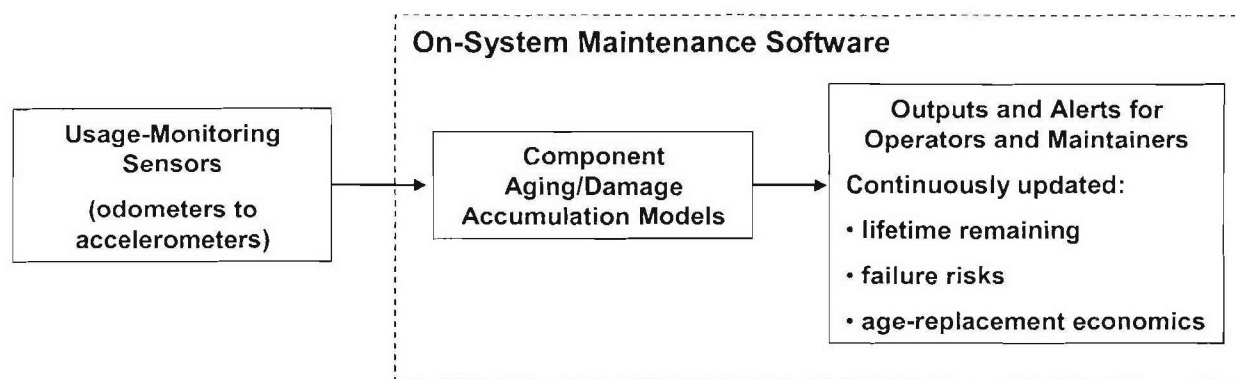 On-System Maintenance Software
Usage-Monitoring
Sensors
(odometers to
accelerometers)
Component
Aging/Damage
Accumulation Models
Outputs and Alerts for
Operators and Maintainers
Continuously updated:
• lifetime remaining
• failure risks
• age-replacement economics